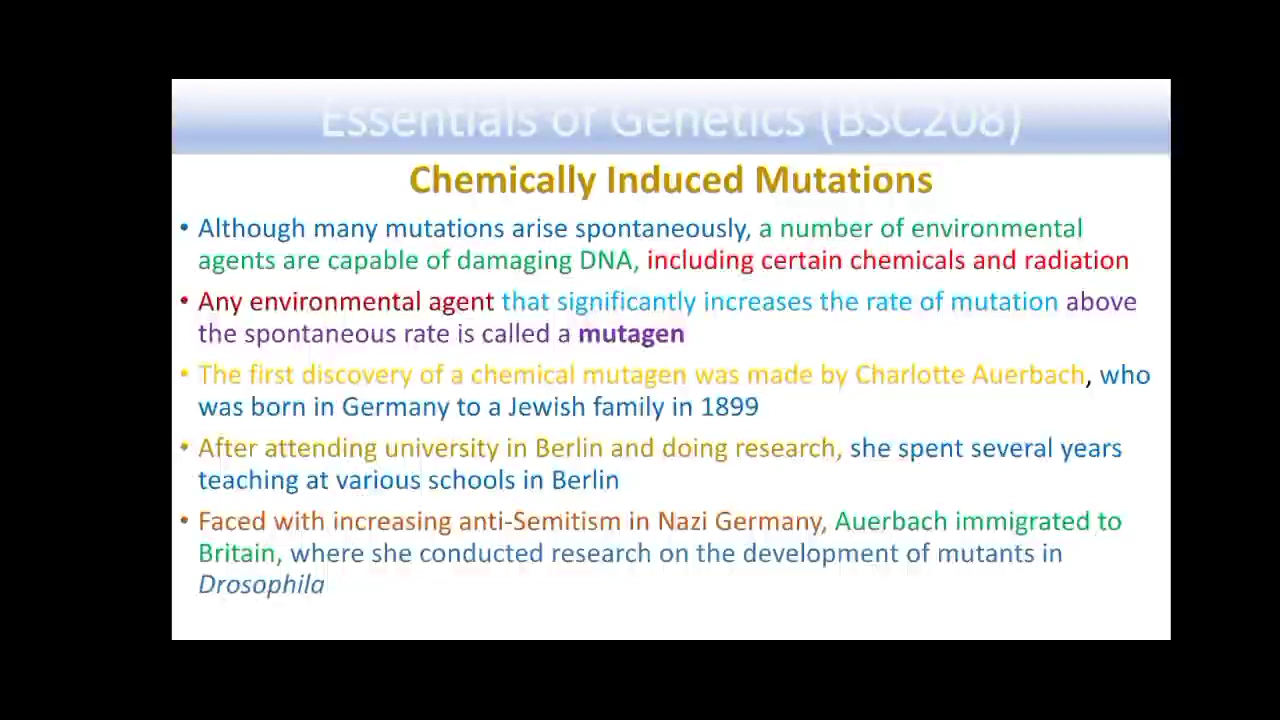 Essentials of Genetics (BSC208)
Chemically Induced Mutations
• Although many mutations arise spontaneously, a number of environmental
agents are capable of damaging DNA, including certain chemicals and radiation
• Any environmental agent that significantly increases the rate of mutation above
the spontaneous rate is called a mutagen
• The first discovery of a chemical mutagen was made by Charlotte Auerbach, who
was born in Germany to a Jewish family in 1899
• After attending university in Berlin and doing research, she spent several years
teaching at various schools in Berlin
• Faced with increasing anti-Semitism in Nazi Germany, Auerbach immigrated to
Britain, where she conducted research on the development of mutants in
Drosophila